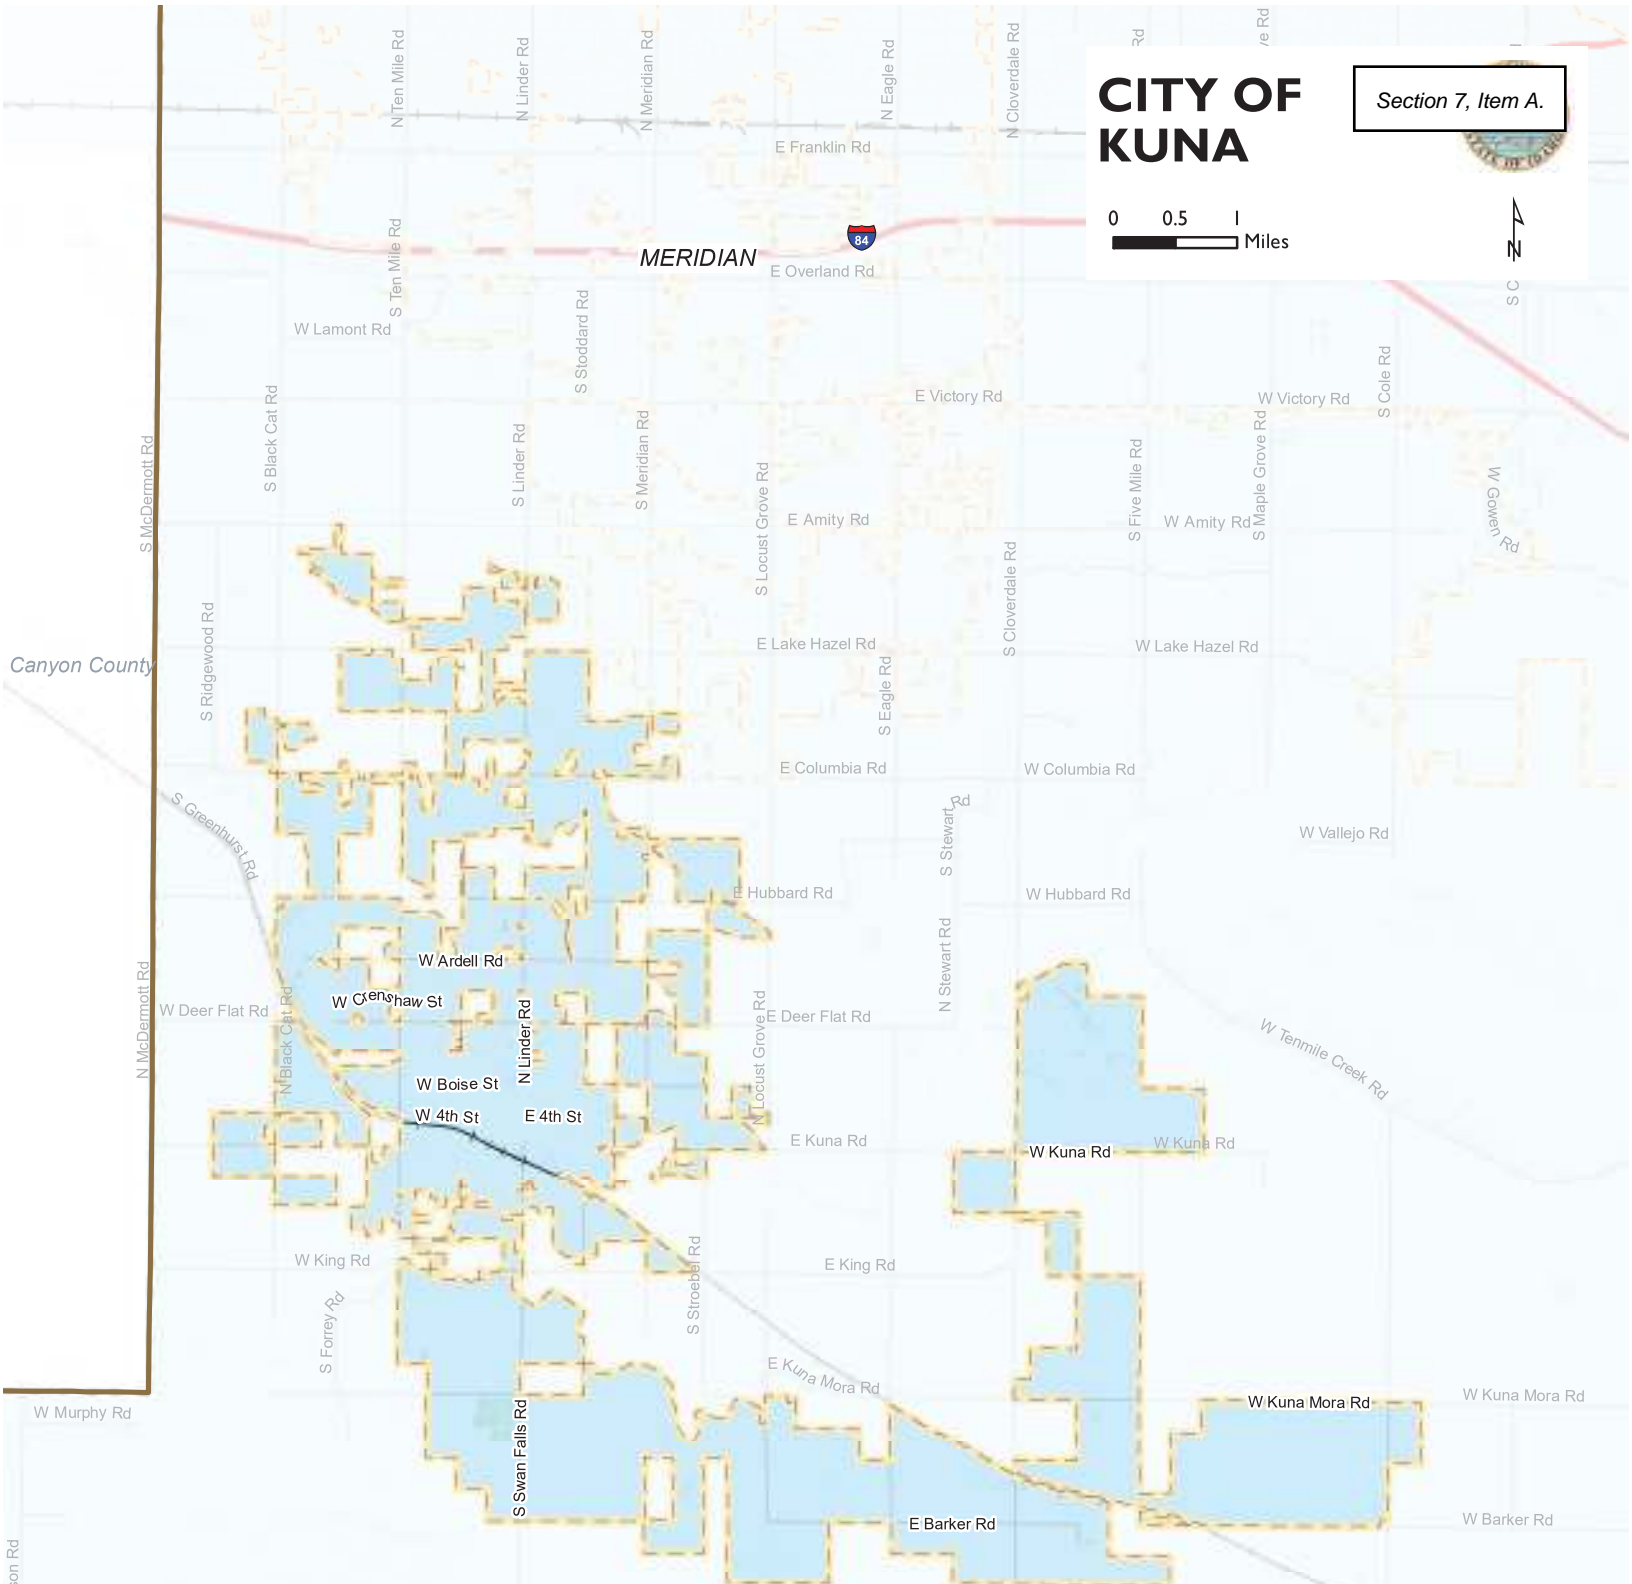 N Ten Mile Rd
N Linder Rd
N Meridian Rd
N Eagle Rd
N Cloverdale Rd
Rd
ve Rd
CITY OF
KUNA
Section 7, Item A.
0 0.5 1
Miles
N
E Franklin Rd
84
MERIDIAN
E Overland Rd
S Ten Mile Rd
W Lamont Rd
S Stoddard Rd
S C
S Black Cat Rd
E Victory Rd
W Victory Rd
S Cole Rd
S McDermott Rd
S Linder Rd
S Meridian Rd
S Locust Grove Rd
E Amity Rd
S Five Mile Rd
W Amity Rd
S Maple Grove Rd
W Gowen Rd
S Cloverdale Rd
Canyon County
S Ridgewood Rd
E Lake Hazel Rd
W Lake Hazel Rd
S Eagle Rd
E Columbia Rd
W Columbia Rd
S Greenhurst Rd
S Stewart Rd
W Vallejo Rd
E Hubbard Rd
W Hubbard Rd
W Ardell Rd
N Stewart Rd
W Crenshaw St
N McDermott Rd
W Deer Flat Rd
N Black Cat Rd
N Linder Rd
N Locust Grove Rd
E Deer Flat Rd
W Tenmile Creek Rd
W Boise St
W 4th St
E 4th St
E Kuna Rd
W Kuna Rd
W Kuna Rd
W King Rd
E King Rd
S Stroebel Rd
S Forrey Rd
E Kuna Mora Rd
W Kuna Mora Rd
W Kuna Mora Rd
W Murphy Rd
S Swan Falls Rd
E Barker Rd
W Barker Rd
son Rd